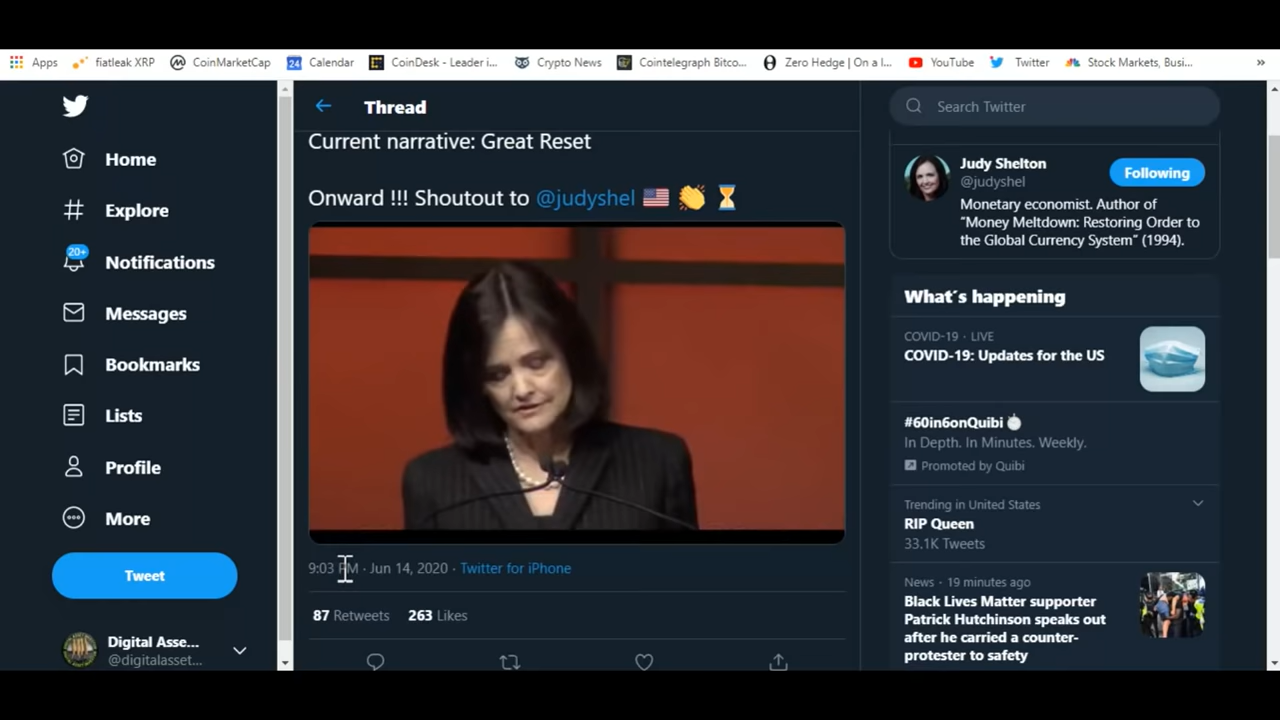 Apps fiatleak XRP CoinMarketCap Calendar CoinDesk - Leader i... Crypto News Cointelegraph Bitco... Zero Hedge | On a l... YouTube Twitter Stock Markets, Busi... »
24
Thread
Search Twitter
Home
Explore
20+
Notifications
Messages
Bookmarks
Lists
Profile
More
Tweet
Digital Asse...
@digitalasset...
Current narrative: Great Reset
Onward !!! Shoutout to @judyshel
9:03 PM · Jun 14, 2020 · Twitter for iPhone
87 Retweets 263 Likes
Judy Shelton
@judyshel
Following
Monetary economist. Author of
"Money Meltdown: Restoring Order to
the Global Currency System" (1994).
What's happening
COVID-19 · LIVE
COVID-19: Updates for the US
#60in6onQuibi
In Depth. In Minutes. Weekly.
Promoted by Quibi
Trending in United States
RIP Queen
33.1K Tweets
News · 19 minutes ago
Black Lives Matter supporter
Patrick Hutchinson speaks out
after he carried a counter-
protester to safety